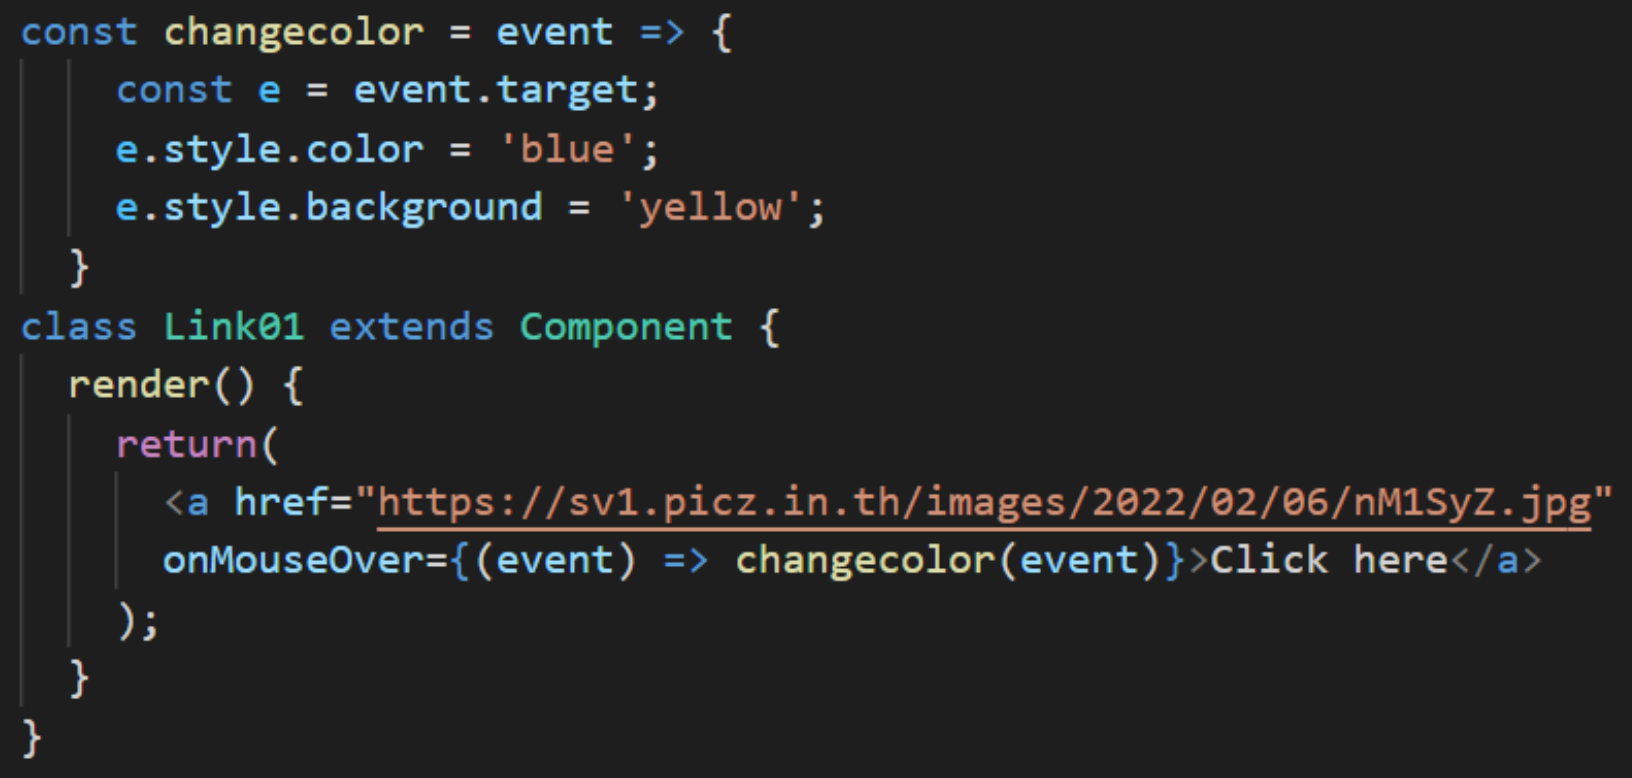 const changecolor = event => {
const e = event.target;
e.style.color = 'blue';
e.style.background = 'yellow';
}
class Link01 extends Component {
render() {
return(
<a href="https://sv1.picz.in.th/images/2022/02/06/nM1SyZ.jpg"
onMouseOver={(event) => changecolor(event)}>Click here</a>
);
}
}